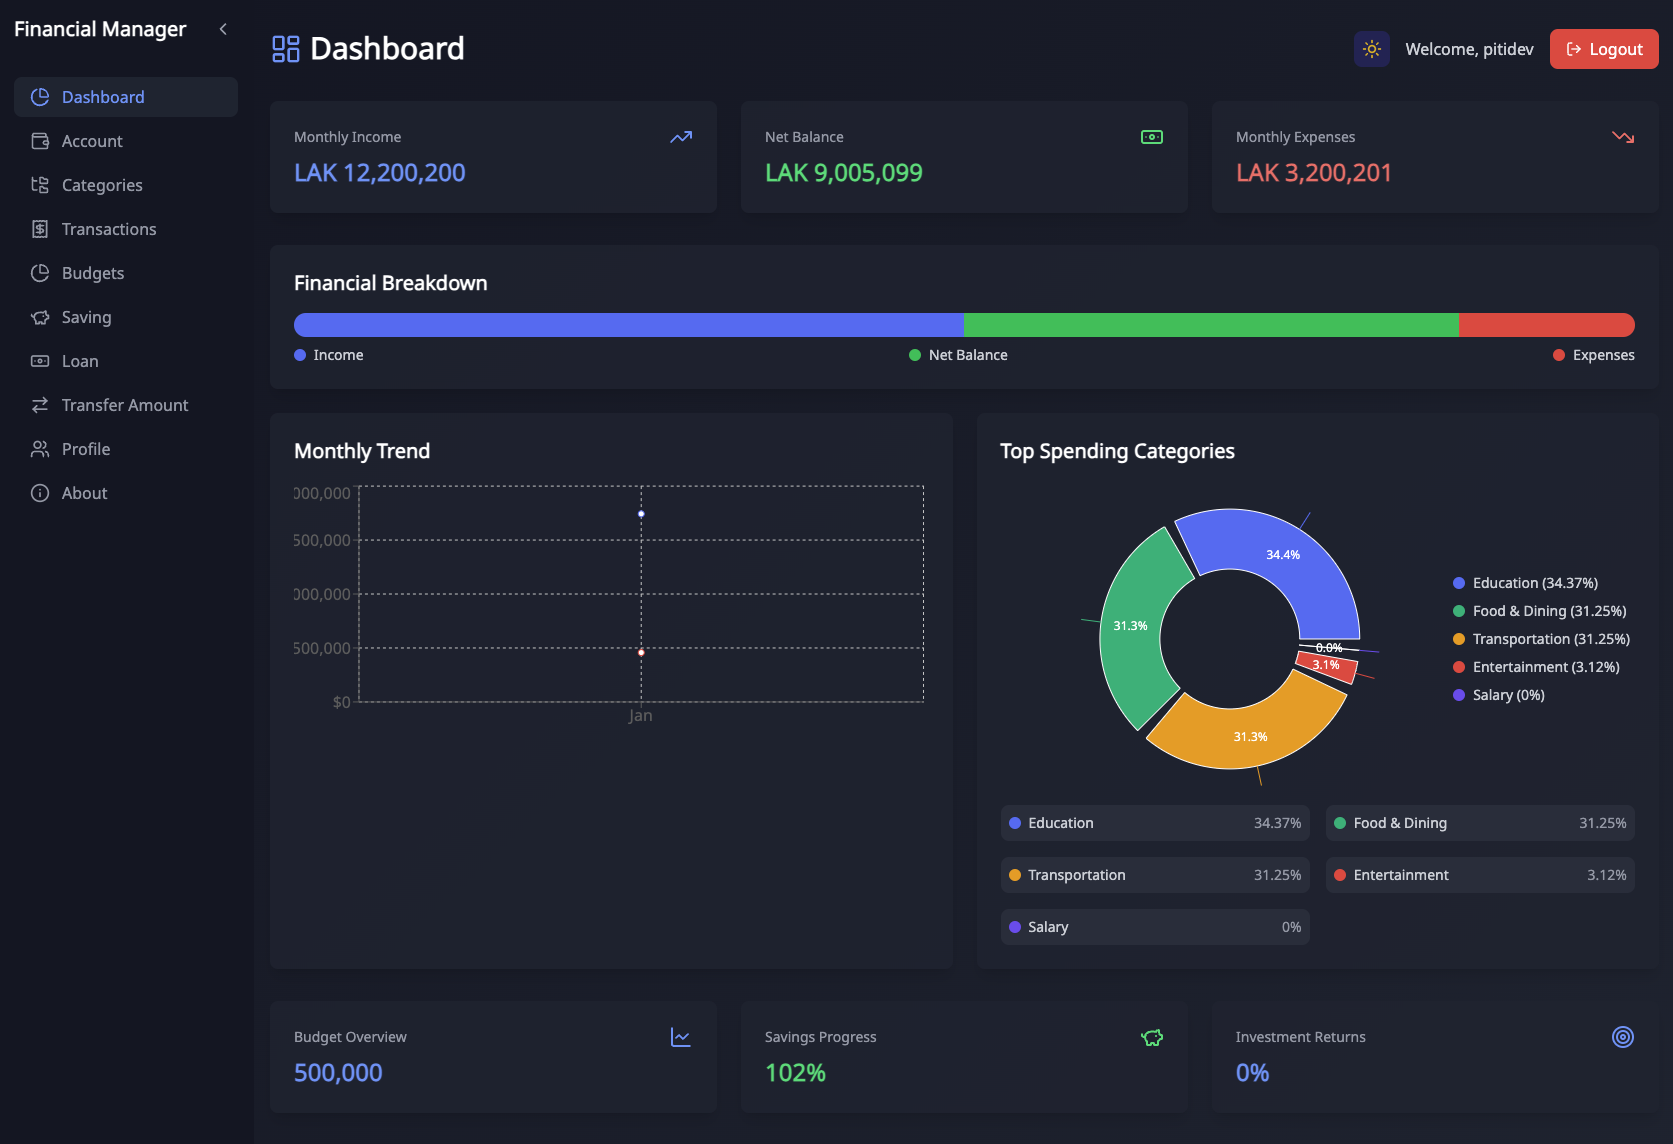 Financial Manager
Dashboard
Account
Categories
Transactions
Budgets
Saving
Loan
Transfer Amount
Profile
About
Dashboard
Welcome, pitidev
Logout
Monthly Income
LAK 12,200,200
Net Balance
LAK 9,005,099
Monthly Expenses
LAK 3,200,201
Financial Breakdown
Income
Net Balance
Expenses
Monthly Trend
000,000
500,000
000,000
500,000
$0
Jan
Top Spending Categories
34.4%
31.3%
0.0%
3.1%
31.3%
Education (34.37%)
Food & Dining (31.25%)
Transportation (31.25%)
Entertainment (3.12%)
Salary (0%)
Education 34.37%
Food & Dining 31.25%
Transportation 31.25%
Entertainment 3.12%
Salary 0%
Budget Overview
500,000
Savings Progress
102%
Investment Returns
0%